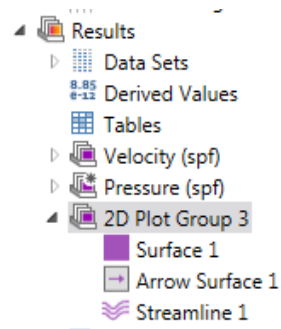 Results
Data Sets
8.85
e-12 Derived Values
Tables
Velocity (spf)
Pressure (spf)
2D Plot Group 3
Surface 1
Arrow Surface 1
Streamline 1